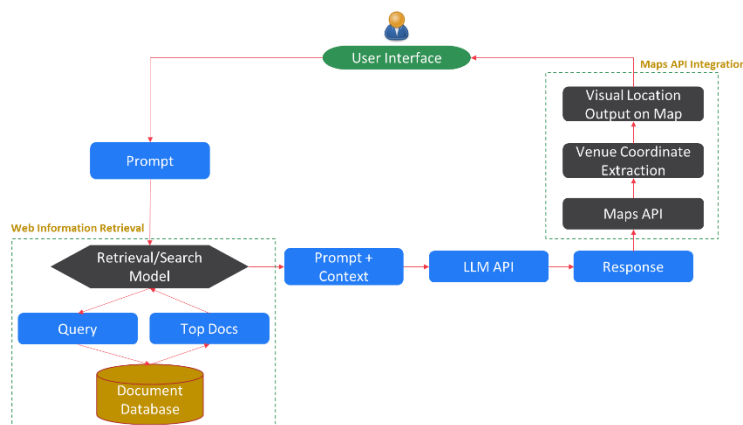 User Interface
Maps API Integration
Visual Location
Output on Map
Prompt
Venue Coordinate
Extraction
Maps API
Web Information Retrieval
Retrieval/Search
Model
Prompt +
Context
LLM API
Response
Query
Top Docs
Document
Database